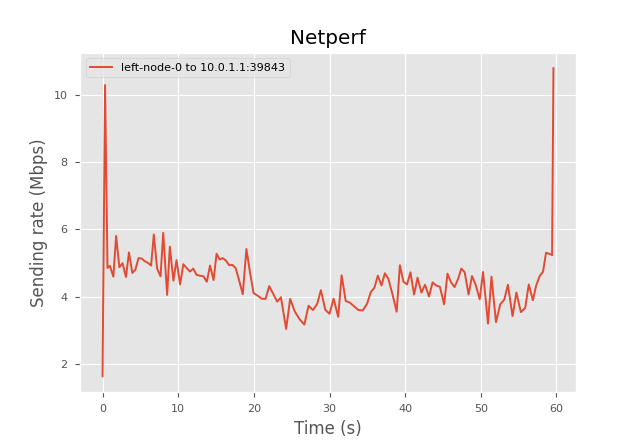 Netperf
left-node-0 to 10.0.1.1:39843
Sending rate (Mbps)
10
8
6
4
2
0 10 20 30 40 50 60
Time (s)